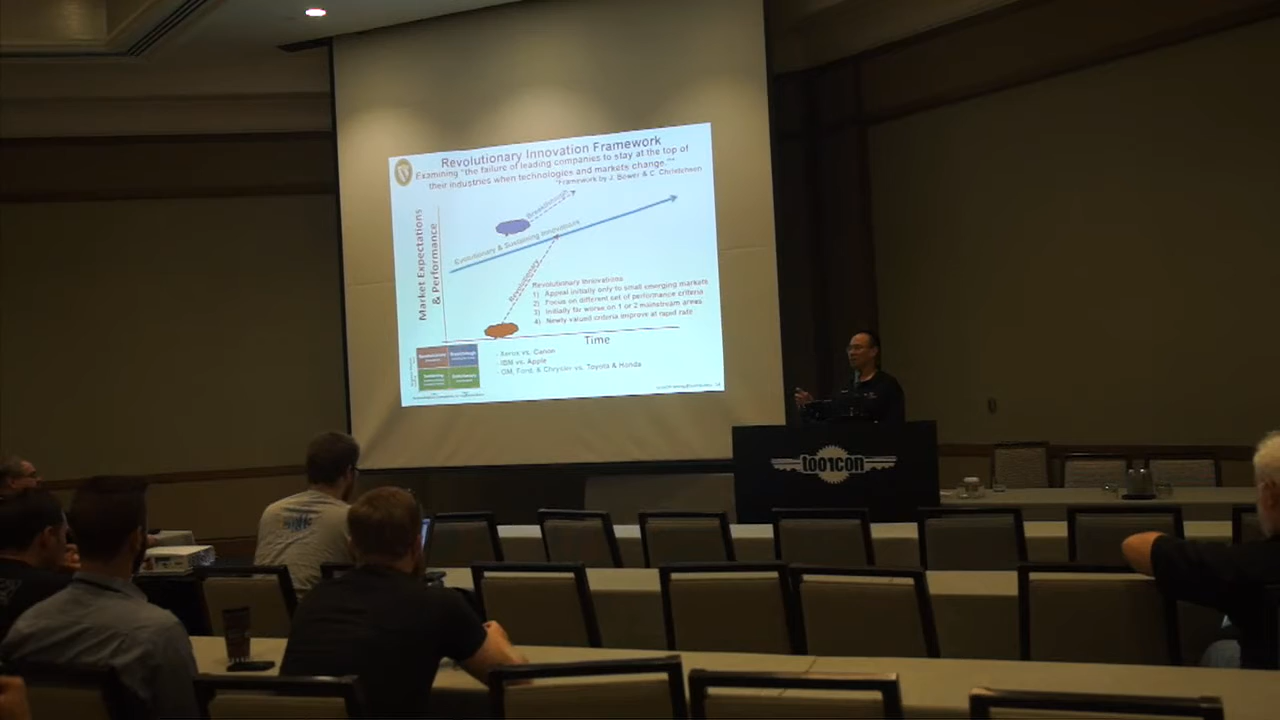 Revolutionary Innovation Framework
Examining "the failure of leading companies to stay at the top of
their industries when technologies and markets change."*
*Framework by J. Bower & C. Christensen
Market Expectations
& Performance
Breakthrough
Evolutionary & Sustaining Innovations
Revolutionary
Revolutionary Innovations
1) Appeal initially only to small emerging markets
2) Focus on different set of performance criteria
3) Initially far worse on 1 or 2 mainstream areas
4) Newly valued criteria improve at rapid rate
Time
- Xerox vs. Canon
- IBM vs. Apple
- GM, Ford, & Chrysler vs. Toyota & Honda
toorcon